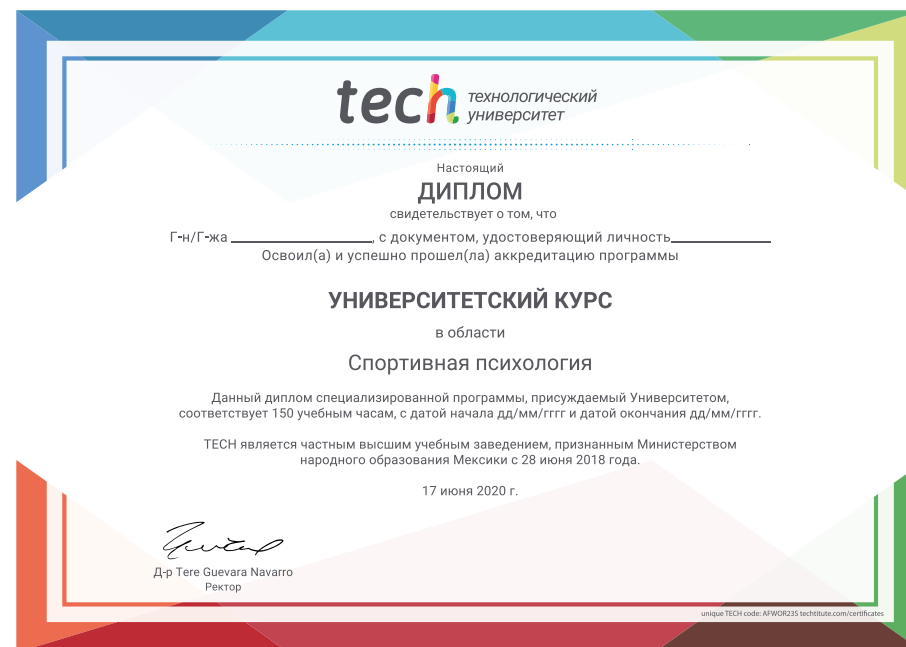 tech технологический
университет
Настоящий
ДИПЛОМ
свидетельствует о том, что
Г-н/Г-жа , с документом, удостоверяющий личность
Освоил(а) и успешно прошел(ла) аккредитацию программы
УНИВЕРСИТЕТСКИЙ КУРС
в области
Спортивная психология
Данный диплом специализированной программы, присуждаемый Университетом,
соответствует 150 учебным часам, с датой начала дд/мм/гггг и датой окончания дд/мм/гггг.
TECH является частным высшим учебным заведением, признанным Министерством
народного образования Мексики с 28 июня 2018 года.
17 июня 2020 г.
Д-р Tere Guevara Navarro
Ректор
unique TECH code: AFWOR23S techtitute.com/certificates